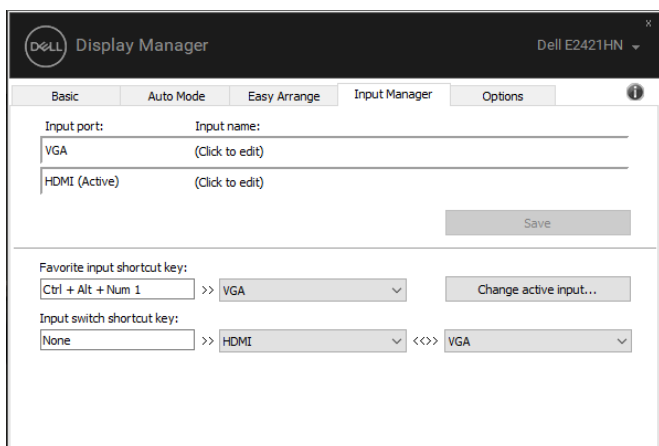 DELL Display Manager Dell E2421HN
x
Basic Auto Mode Easy Arrange Input Manager Options
Input port: Input name:
VGA (Click to edit)
HDMI (Active) (Click to edit)
Save
Favorite input shortcut key:
Ctrl + Alt + Num 1 >> VGA Change active input...
Input switch shortcut key:
None >> HDMI <<>> VGA